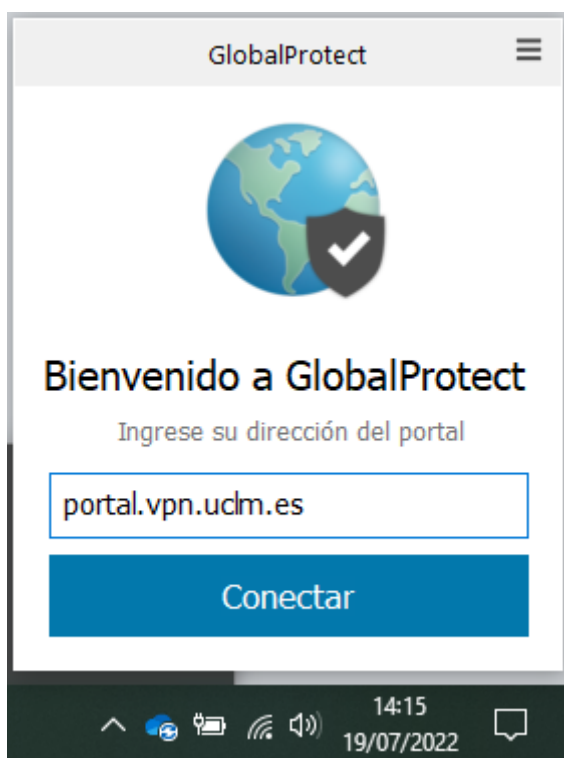 GlobalProtect
Bienvenido a GlobalProtect
Ingrese su dirección del portal
portal.vpn.uclm.es
Conectar
14:15
19/07/2022